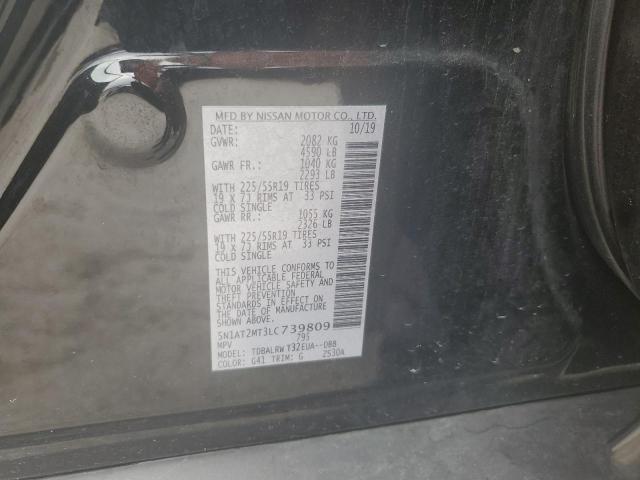 MFD BY NISSAN MOTOR CO., LTD.
DATE: 10/19
GVWR: 2082 KG
4590 LB
GAWR FR.: 1040 KG
2293 LB
WITH 225/55R19 TIRES
19 X 7J RIMS AT 33 PSI
COLD SINGLE
GAWR RR.: 1055 KG
2326 LB
WITH 225/55R19 TIRES
19 X 7J RIMS AT 33 PSI
COLD SINGLE
THIS VEHICLE CONFORMS TO
ALL APPLICABLE FEDERAL
MOTOR VEHICLE SAFETY AND
THEFT PREVENTION
STANDARDS IN EFFECT ON
THE DATE OF MANUFACTURE
SHOWN ABOVE.
5N1AT2MT3LC739809
MPV 795
MODEL: TDBALRW Y32EUA--DBB
COLOR: G41 TRIM: G 2530A